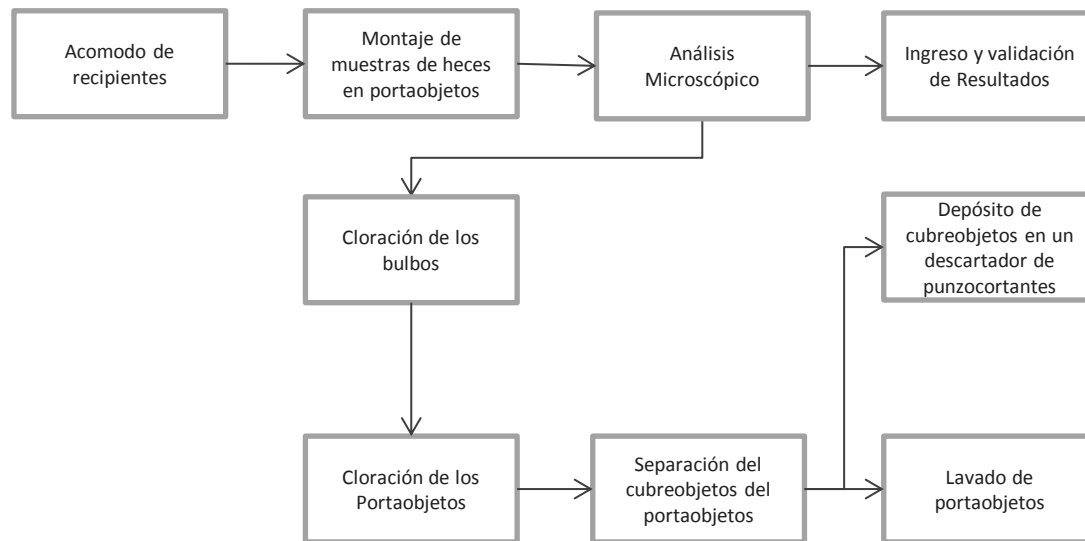 Acomodo de
recipientes
Montaje de
muestras de heces
en portaobjetos
Análisis
Microscópico
Ingreso y validación
de Resultados
Cloración de los
bulbos
Depósito de
cubreobjetos en un
descartador de
punzocortantes
Cloración de los
Portaobjetos
Separación del
cubreobjetos del
portaobjetos
Lavado de
portaobjetos